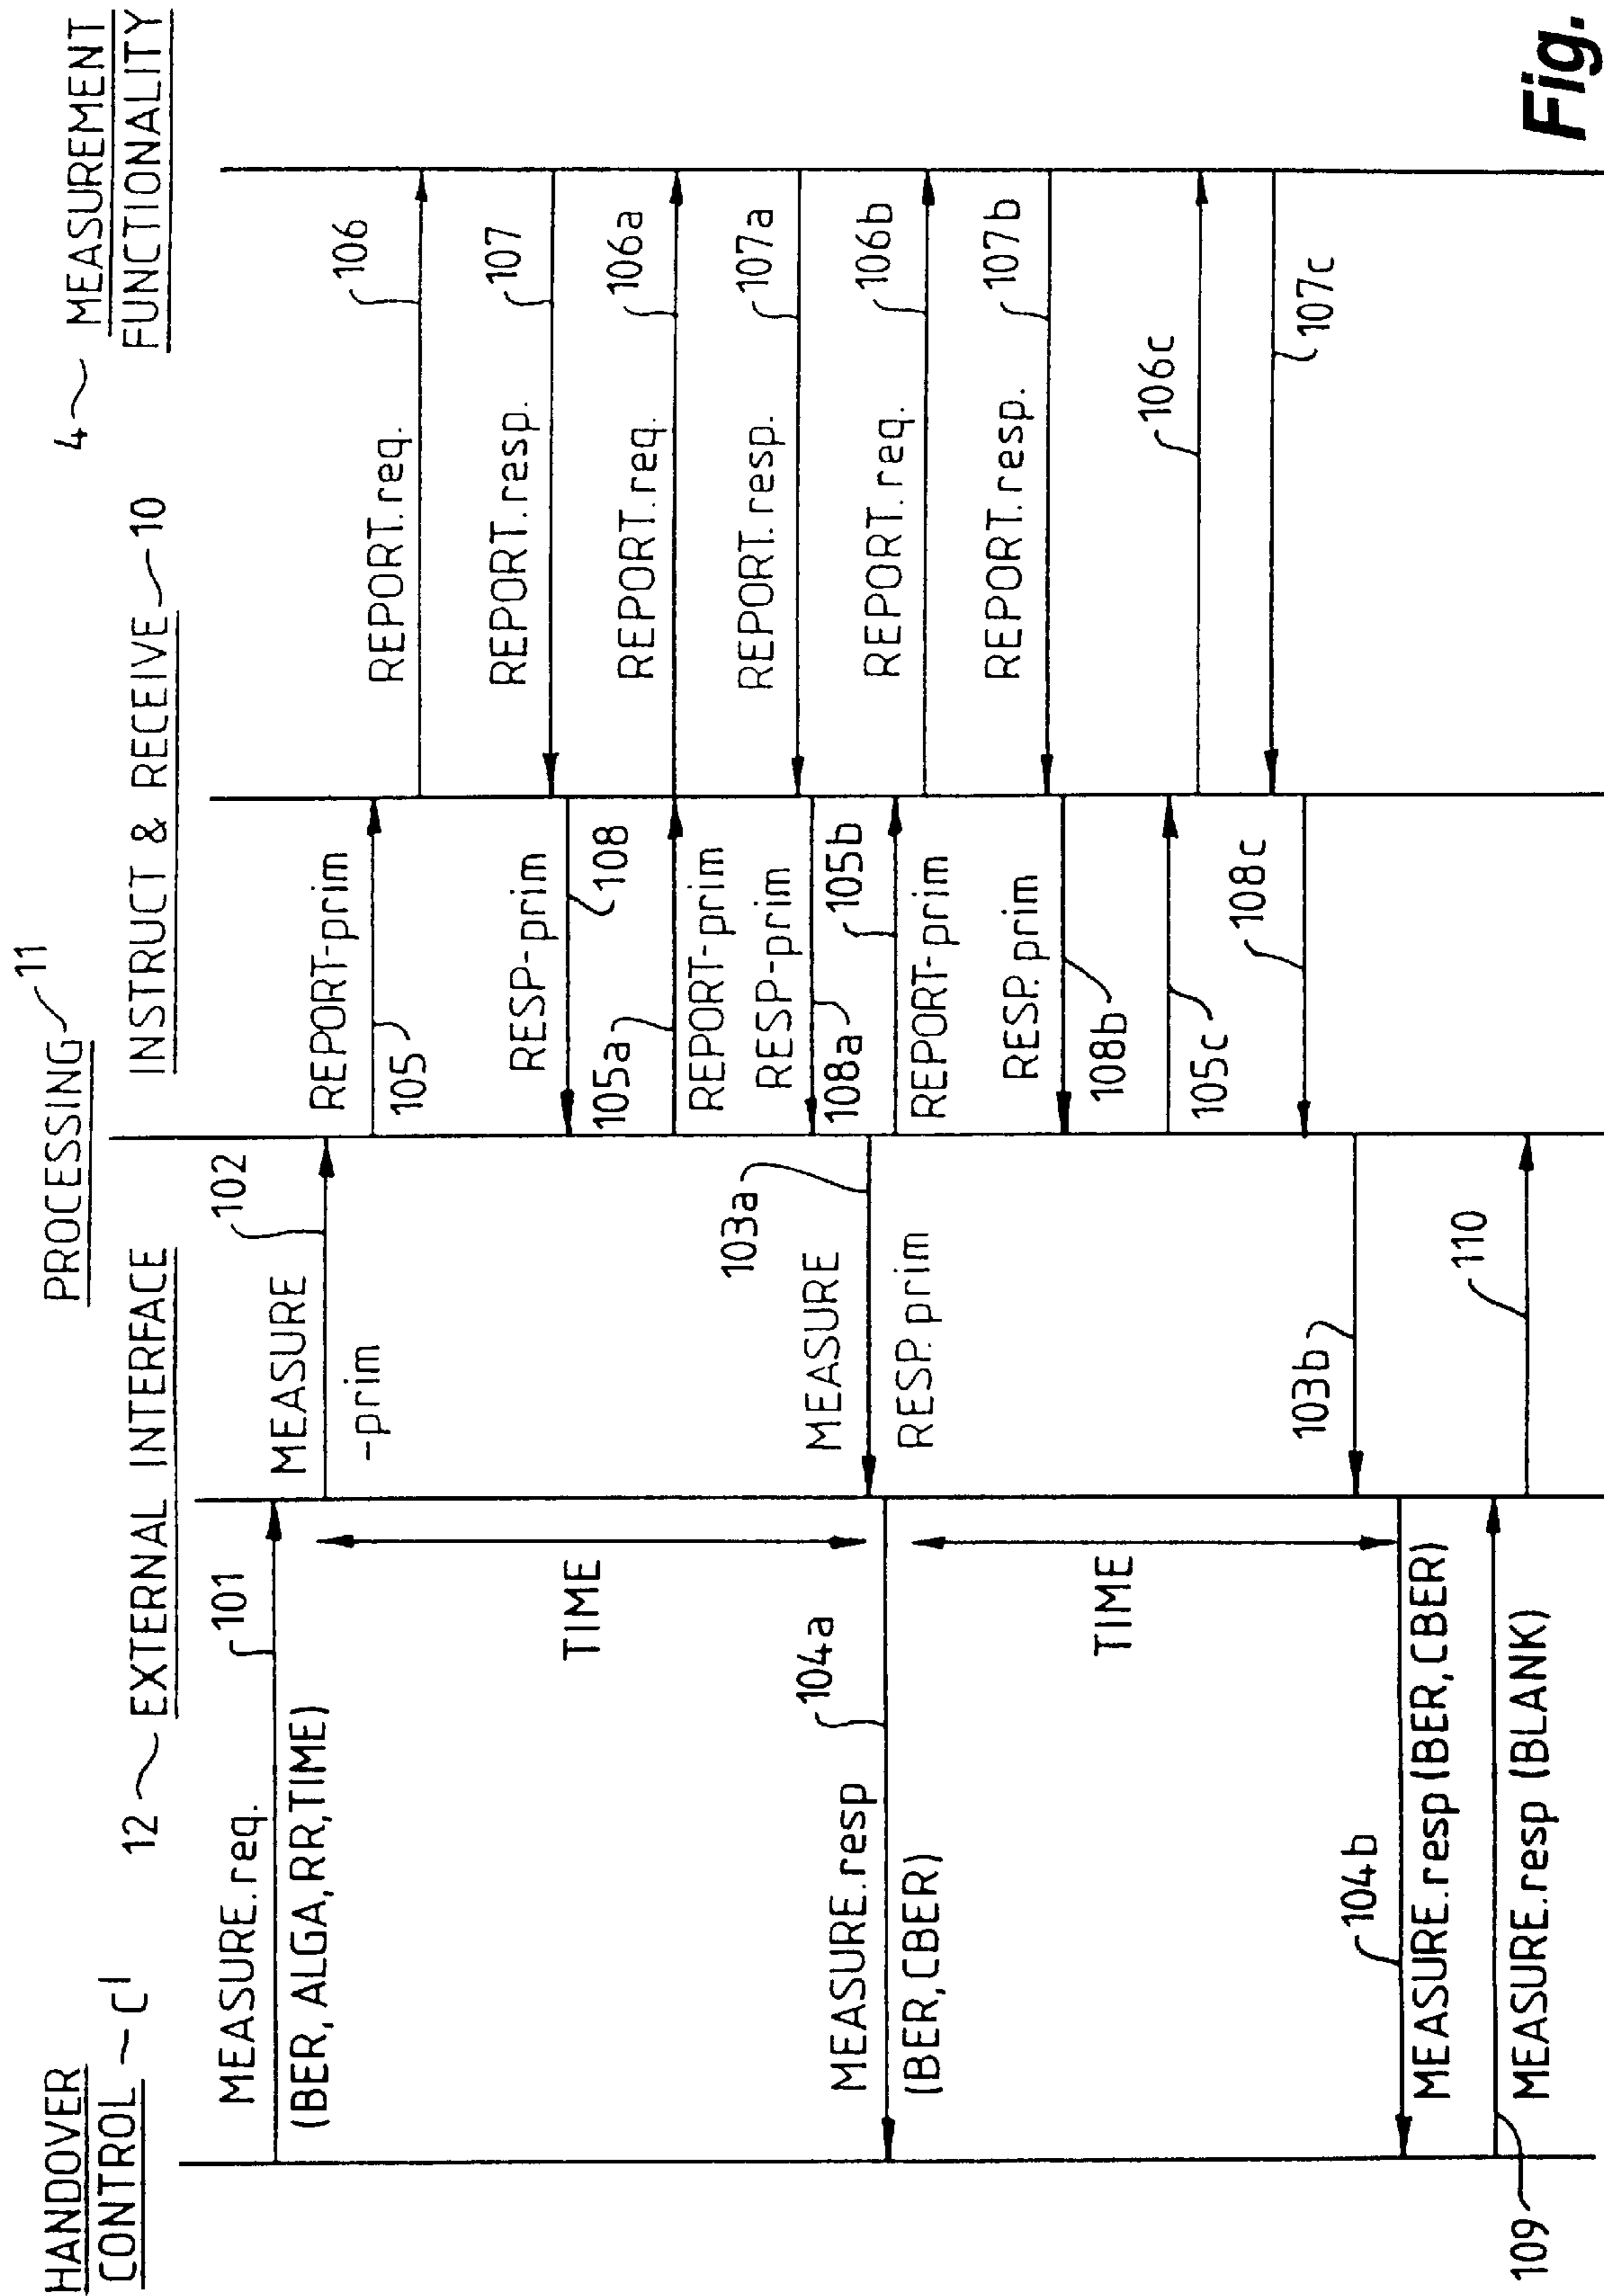 HANDOVER
CONTROL
C1
12
EXTERNAL INTERFACE
PROCESSING
11
INSTRUCT & RECEIVE
10
4
MEASUREMENT
FUNCTIONALITY
MEASURE.req.
101
(BER, ALGA, RR, TIME)
MEASURE
102
-prim
REPORT-prim
105
REPORT.req.
106
REPORT.resp.
107
RESP-prim
108
TIME
105a
REPORT-prim
REPORT.req.
106a
REPORT.resp.
107a
RESP-prim
108a
MEASURE
103a
RESP.prim
MEASURE.resp
104a
(BER, CBER)
105b
REPORT-prim
REPORT.req.
106b
REPORT.resp.
107b
RESP.prim
108b
TIME
105c
106c
107c
108c
103b
104b
MEASURE.resp (BER, CBER)
109
MEASURE.resp (BLANK)
110
Fig.